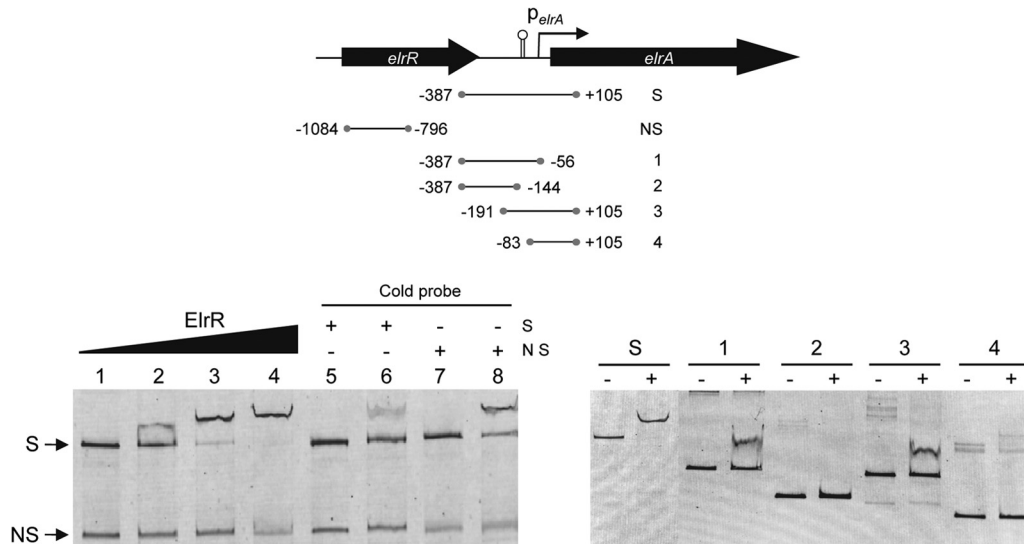 pelrA
elrR elrA
-387 +105 S
-1084 -796 NS
-387 -56 1
-387 -144 2
-191 +105 3
-83 +105 4
Cold probe
ElrR + + - - S
- - + + N S
1 2 3 4 5 6 7 8
S
NS
S 1 2 3 4
- + - + - + - + - +